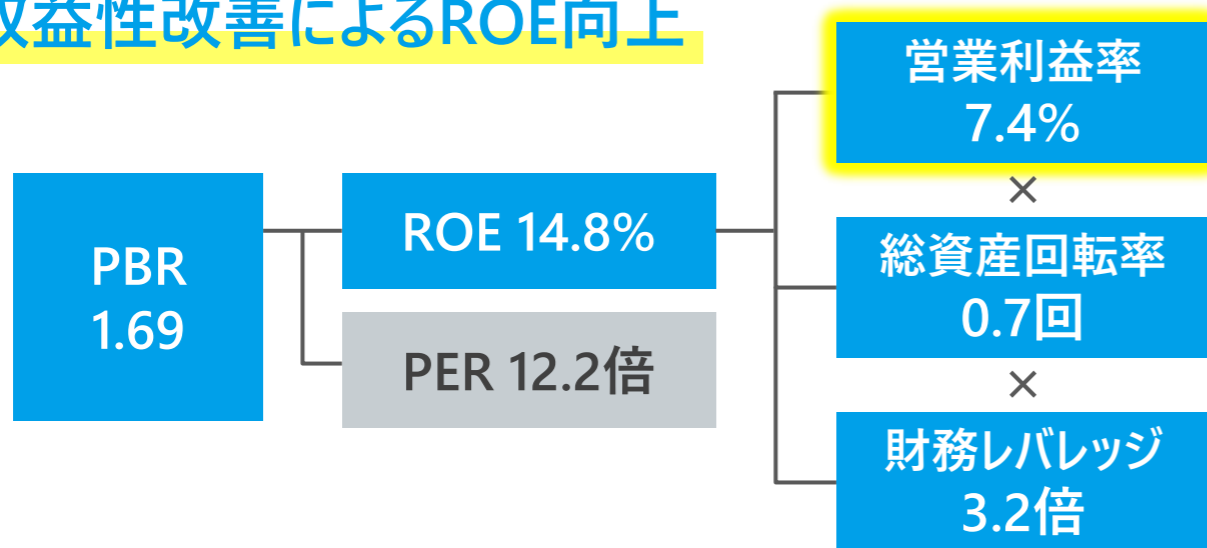 収益性改善によるROE向上
営業利益率
7.4%
×
ROE 14.8%
総資産回転率
0.7回
PBR
1.69
PER 12.2倍
×
財務レバレッジ
3.2倍